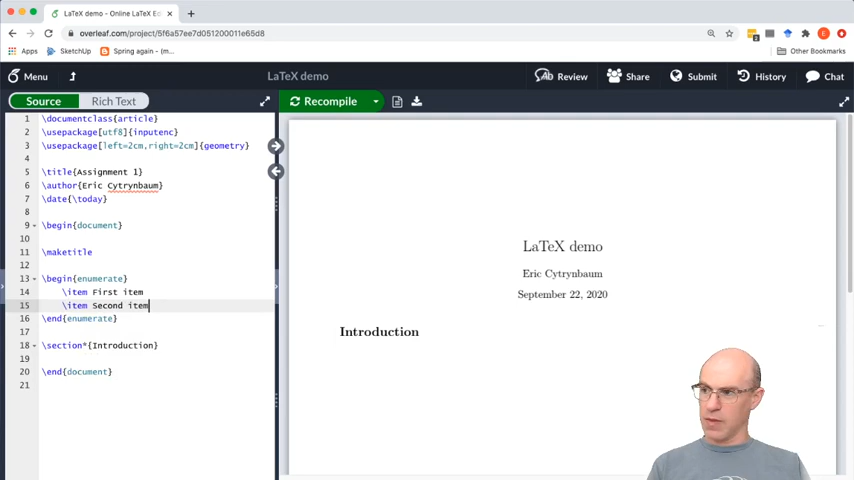 LaTeX demo - Online LaTeX Ed
overleaf.com/project/5f6a57ee7d051200011e65d8
E
Apps
SketchUp
Spring again - (m...
Other Bookmarks
Menu
LaTeX demo
Review
Share
Submit
History
Chat
Source
Rich Text
Recompile
1 \documentclass{article}
2 \usepackage[utf8]{inputenc}
3 \usepackage[left=2cm,right=2cm]{geometry}
4
5 \title{Assignment 1}
6 \author{Eric Cytrynbaum}
7 \date{\today}
8
9 \begin{document}
10
11 \maketitle
12
13 \begin{enumerate}
14 \item First item
15 \item Second item
16 \end{enumerate}
17
18 \section*{Introduction}
19
20 \end{document}
21
LaTeX demo
Eric Cytrynbaum
September 22, 2020
Introduction